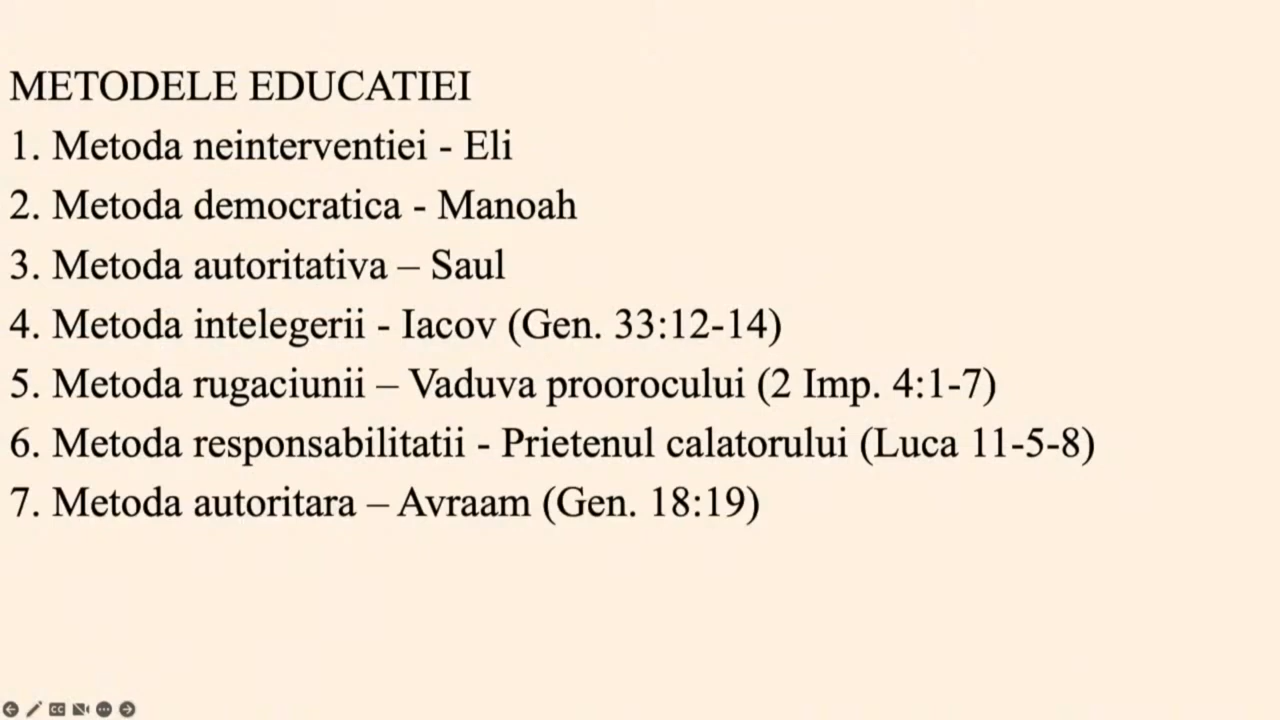 METODELE EDUCATIEI
1. Metoda neinterventiei - Eli
2. Metoda democratica - Manoah
3. Metoda autoritativa – Saul
4. Metoda intelegerii - Iacov (Gen. 33:12-14)
5. Metoda rugaciunii – Vaduva proorocului (2 Imp. 4:1-7)
6. Metoda responsabilitatii - Prietenul calatorului (Luca 11-5-8)
7. Metoda autoritara – Avraam (Gen. 18:19)
CC